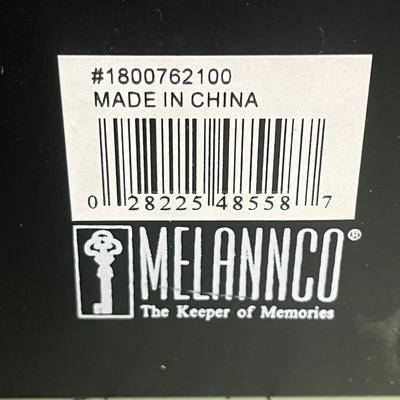 #1800762100
MADE IN CHINA
0 28225 48558 7
MELANNCO®
The Keeper of Memories